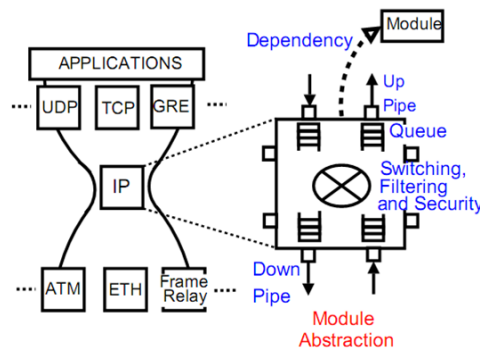 Module
Dependency
APPLICATIONS
UDP TCP GRE
Up
Pipe
Queue
IP
Switching,
Filtering
and Security
ATM ETH Frame
Relay
Down
Pipe
Module
Abstraction